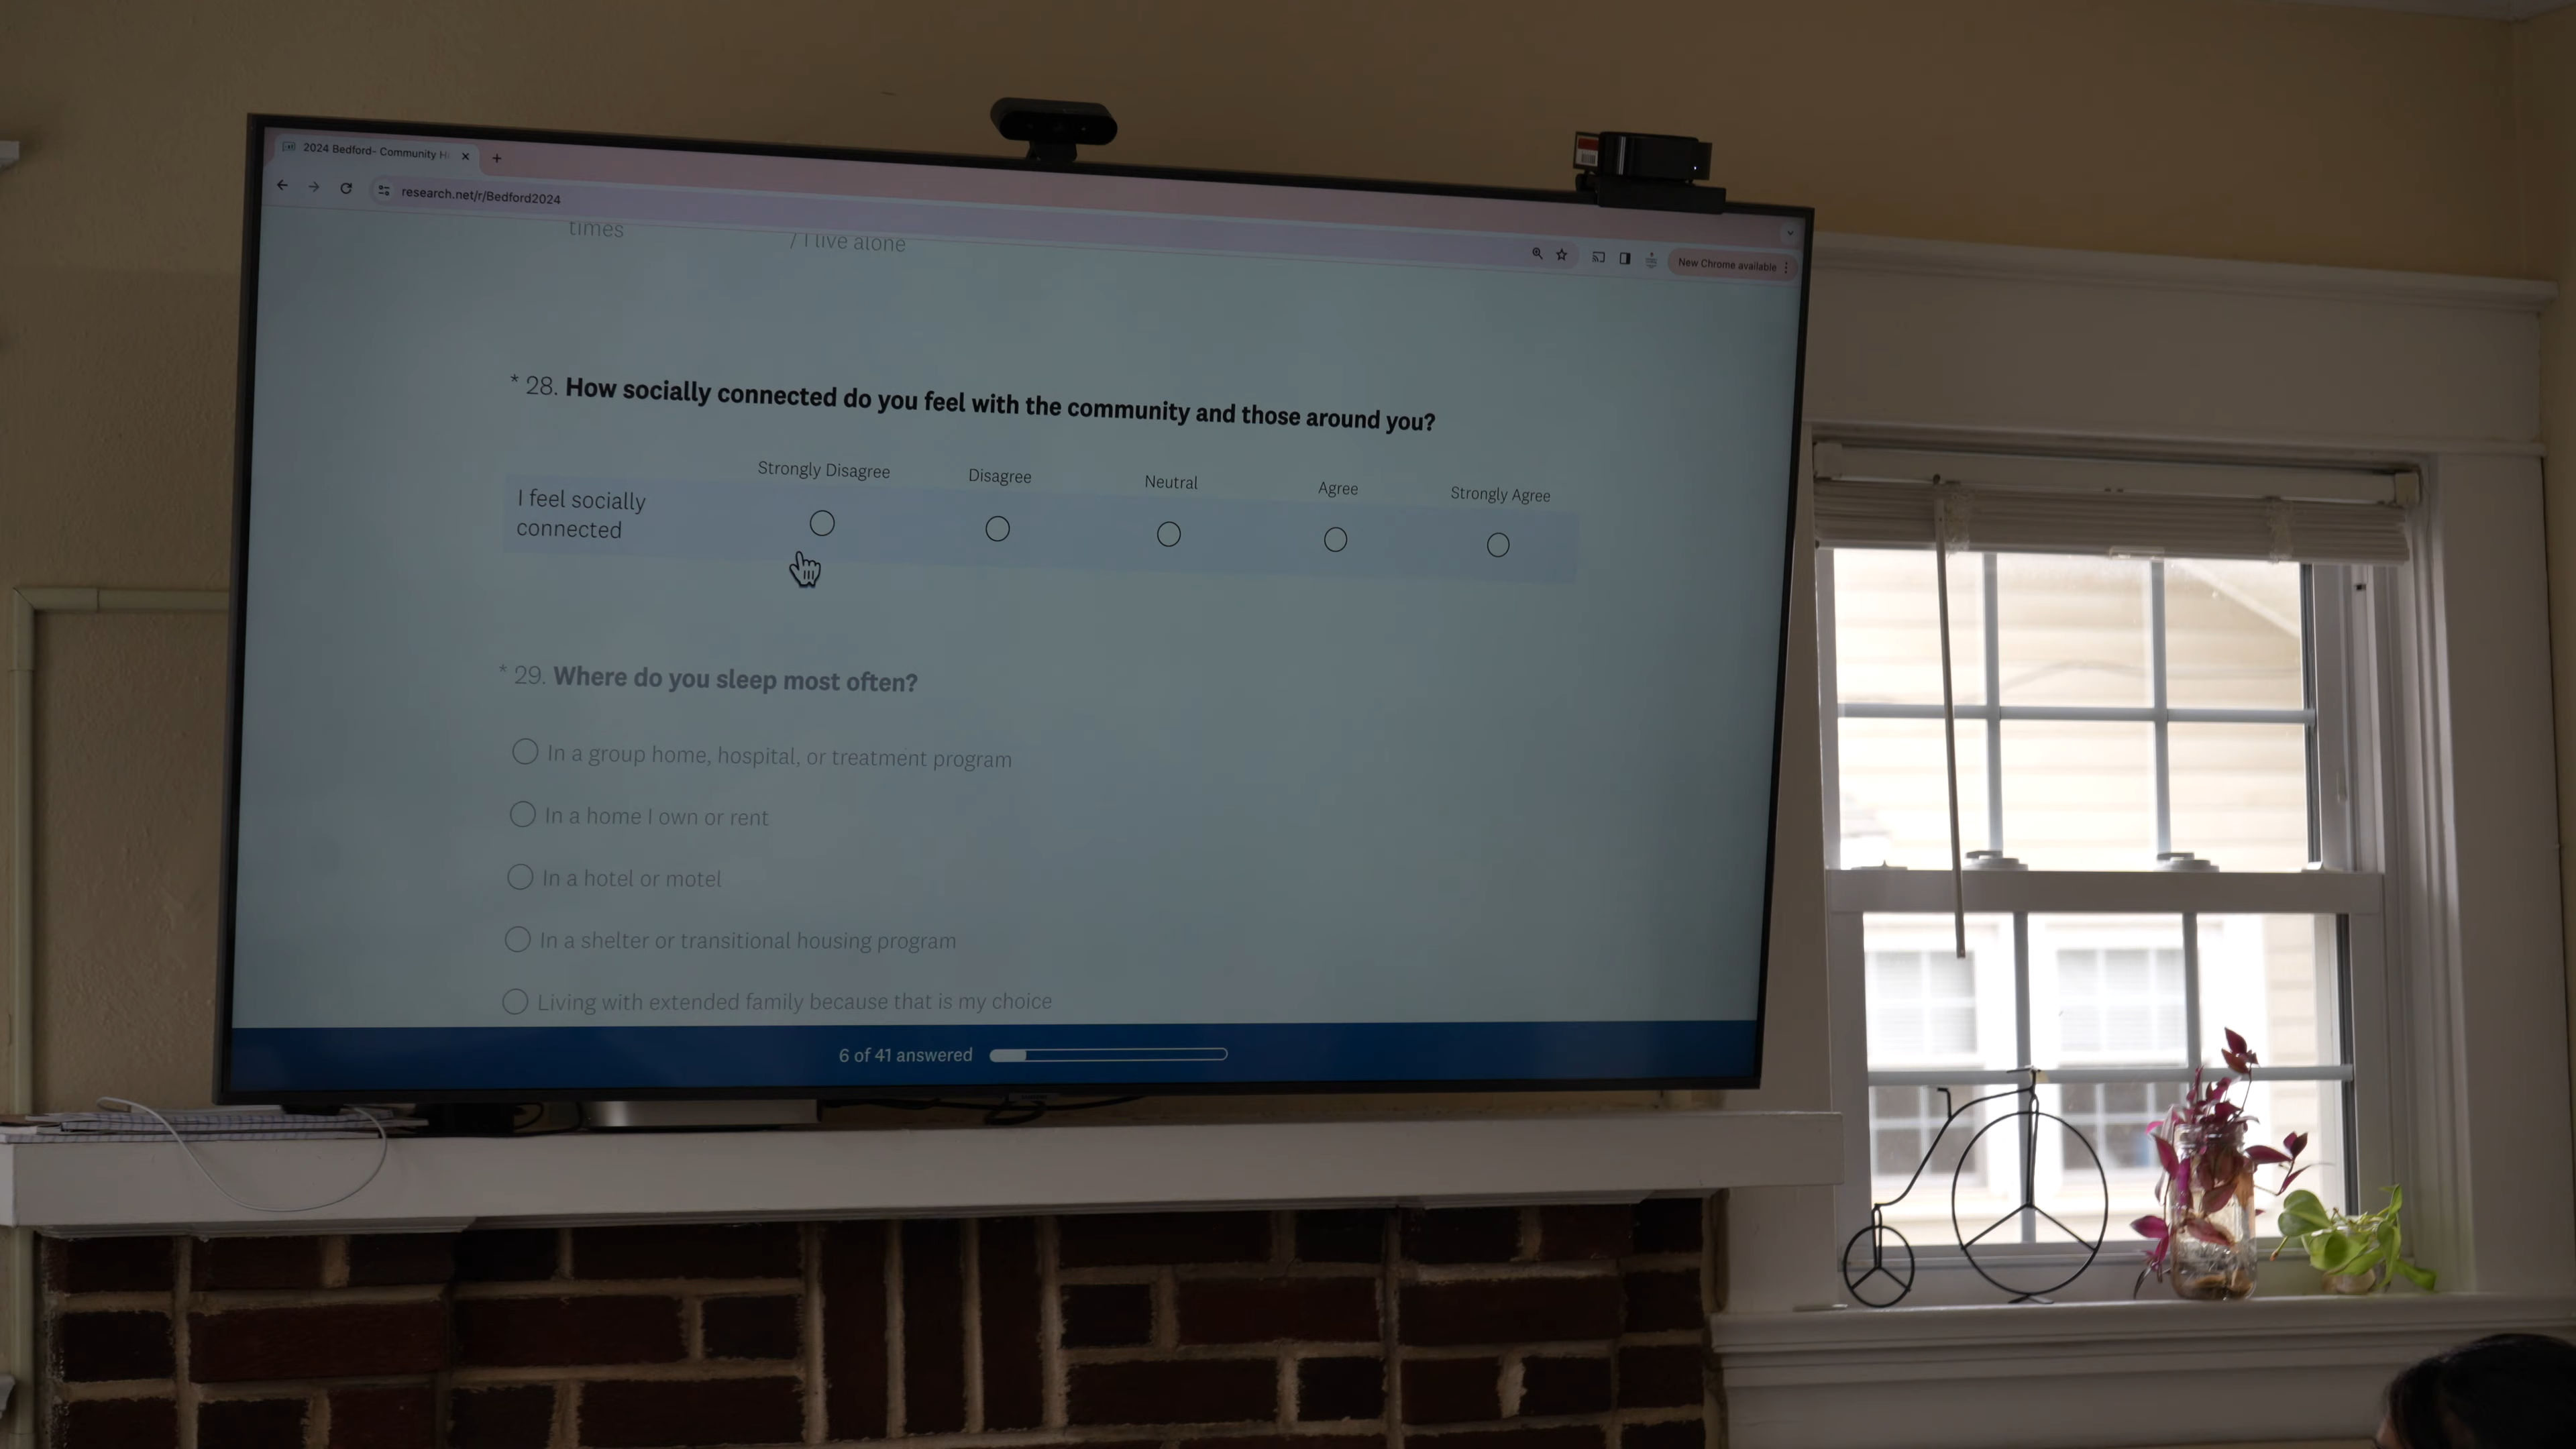 2024 Bedford- Community H
research.net/r/Bedford2024
New Chrome available
times
/ I live alone
* 28. How socially connected do you feel with the community and those around you?
Strongly Disagree Disagree Neutral Agree Strongly Agree
I feel socially
connected
* 29. Where do you sleep most often?
In a group home, hospital, or treatment program
In a home I own or rent
In a hotel or motel
In a shelter or transitional housing program
Living with extended family because that is my choice
6 of 41 answered